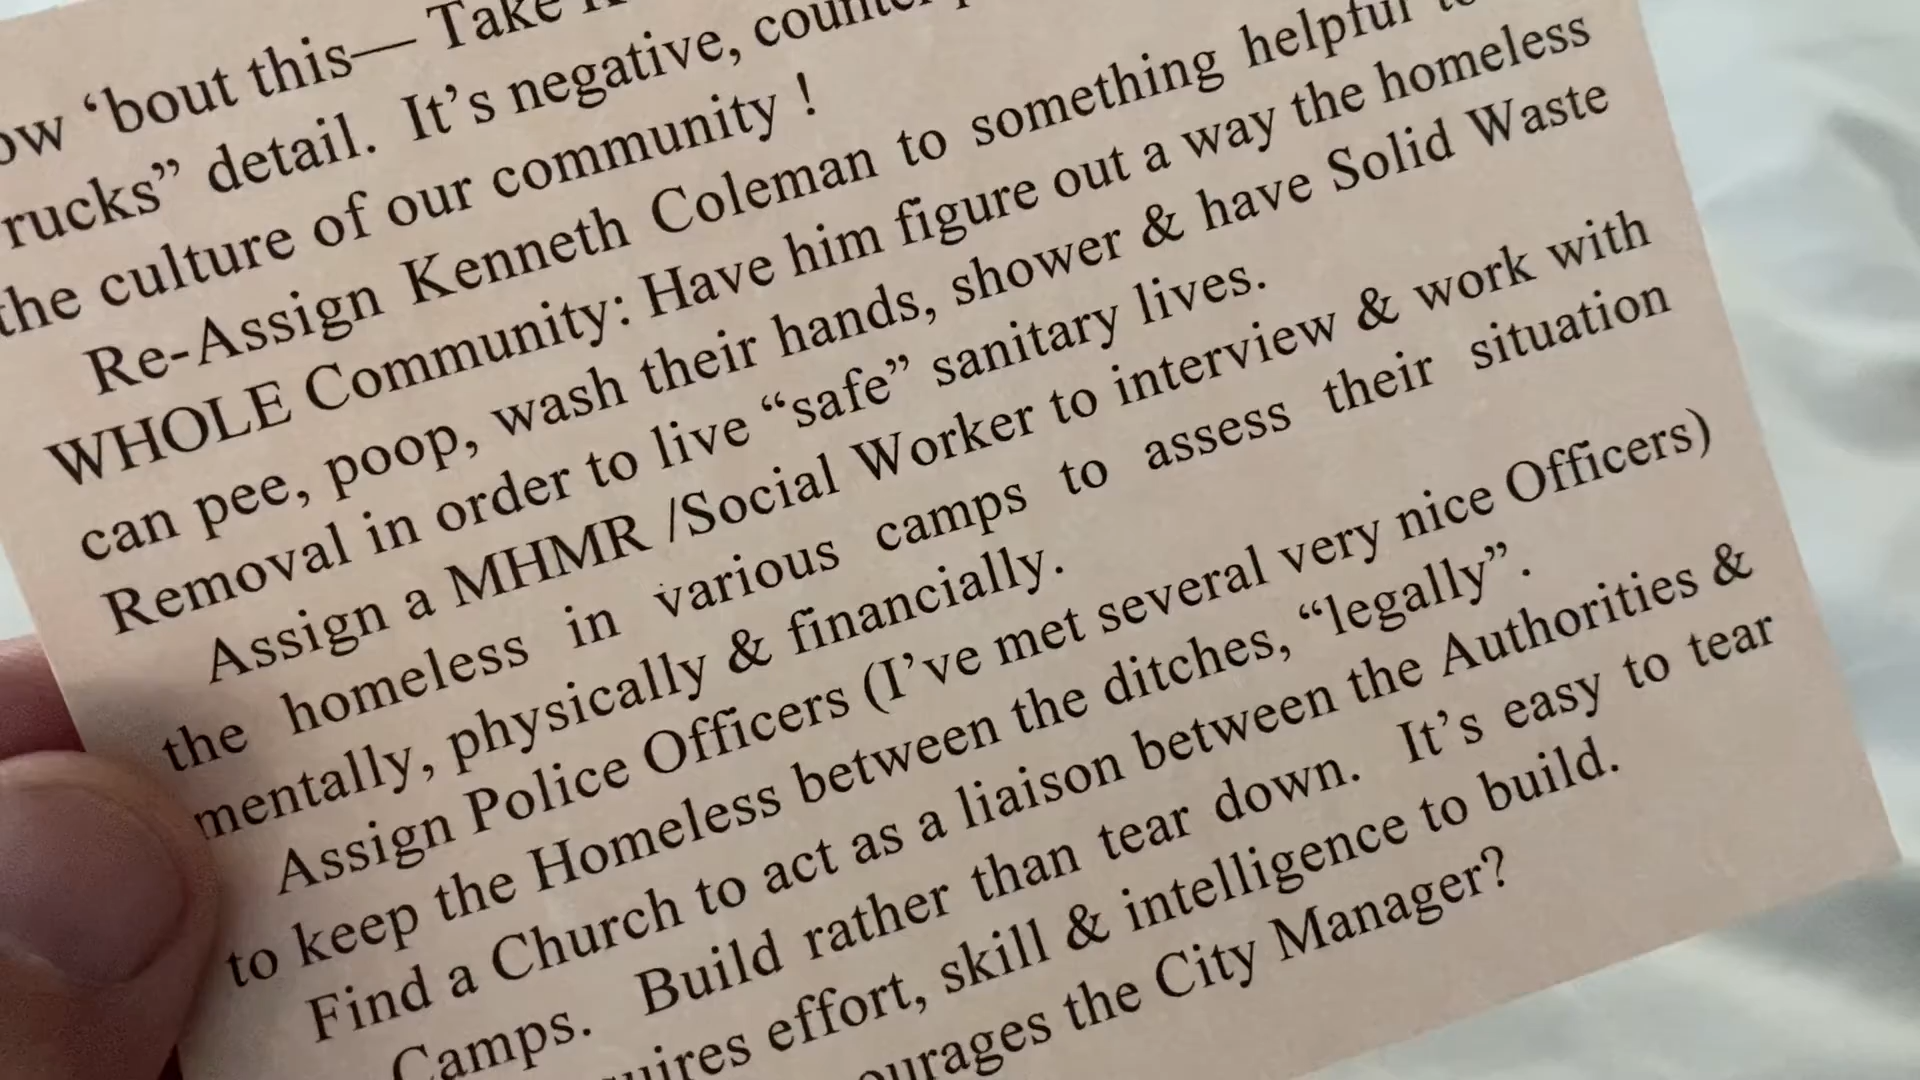 'bout this— Take
detail. It's negative,
the culture of our community !
Re-Assign Kenneth Coleman to something helpful
WHOLE Community: Have him figure out a way the homeless
can pee, poop, wash their hands, shower & have Solid Waste
Removal in order to live “safe” sanitary lives.
Assign a MHMR /Social Worker to interview & work with
the homeless in various camps to assess their situation
mentally, physically & financially.
Assign Police Officers (I've met several very nice Officers)
to keep the Homeless between the ditches, “legally”.
Find a Church to act as a liaison between the Authorities &
Camps. Build rather than tear down. It's easy to tear
effort, skill & intelligence to build.
the City Manager?